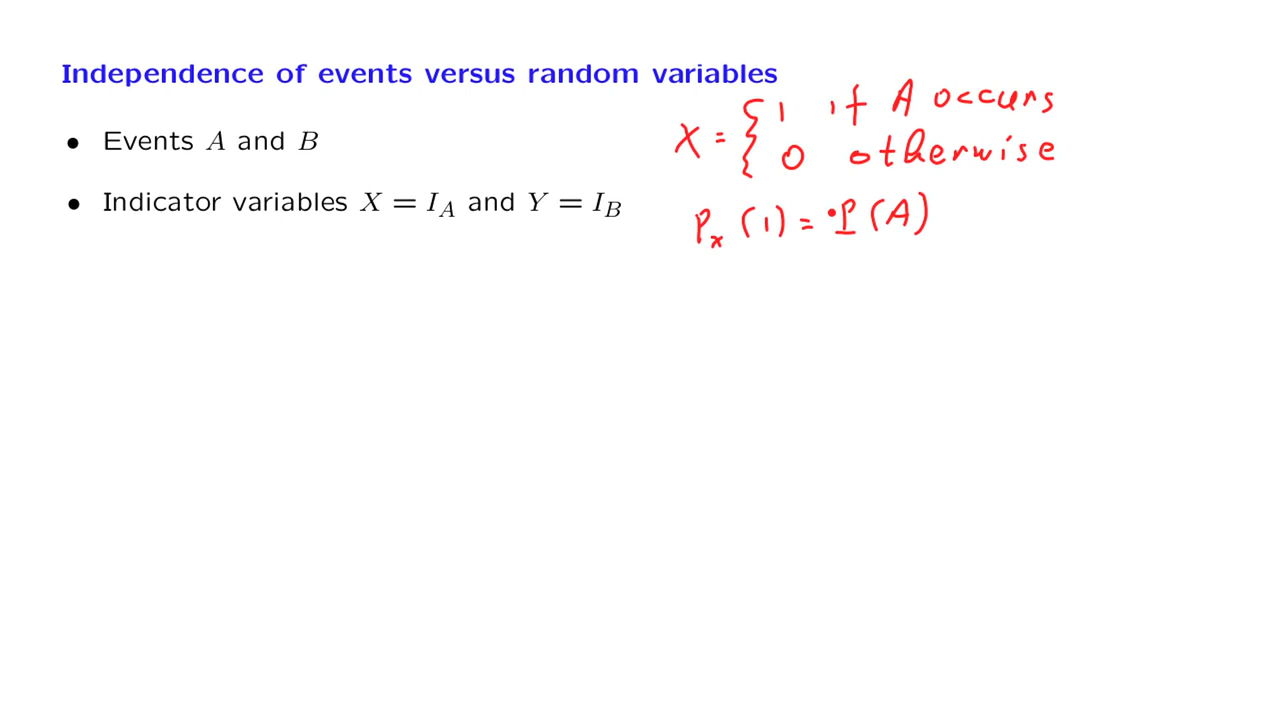 Independence of events versus random variables
• Events A and B
• Indicator variables X = I_A and Y = I_B
X = { 1 if A occurs
0 otherwise
P_x (1) = P (A)